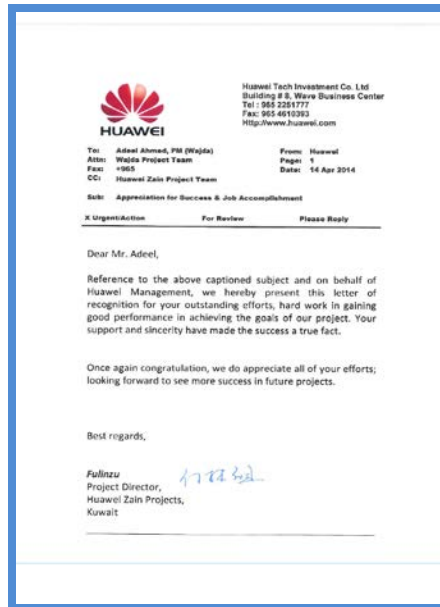 HUAWEI
Huawei Tech Investment Co. Ltd
Building # 8, Wave Business Center
Tel : 965 2251777
Fax: 965 4610393
Http://www.huawei.com
To: Adeel Ahmed, PM (Wajda) From: Huawei
Attn: Wajda Project Team Page: 1
Fax: +965 Date: 14 Apr 2014
CC: Huawei Zain Project Team
Sub: Appreciation for Success & Job Accomplishment
X Urgent/Action For Review Please Reply
Dear Mr. Adeel,
Reference to the above captioned subject and on behalf of
Huawei Management, we hereby present this letter of
recognition for your outstanding efforts, hard work in gaining
good performance in achieving the goals of our project. Your
support and sincerity have made the success a true fact.
Once again congratulation, we do appreciate all of your efforts;
looking forward to see more success in future projects.
Best regards,
Fulinzu
Project Director,
Huawei Zain Projects,
Kuwait